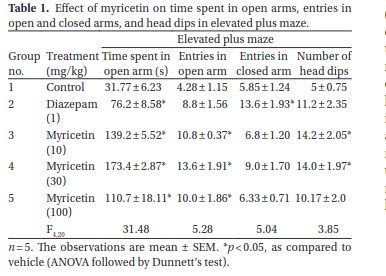 Table 1. Effect of myricetin on time spent in open arms, entries in
open and closed arms, and head dips in elevated plus maze.
Elevated plus maze
Group Treatment Time spent in Entries in Entries in Number of
no. (mg/kg) open arm (s) open arm closed arm head dips
1 Control 31.77±6.23 4.28±1.15 5.85±1.24 5±0.75
2 Diazepam 76.2±8.58* 8.8±1.56 13.6±1.93* 11.2±2.35
(1)
3 Myricetin 139.2±5.52* 10.8±0.37* 6.8±1.20 14.2±2.05*
(10)
4 Myricetin 173.4±2.87* 13.6±1.91* 9.0±1.70 14.0±1.97*
(30)
5 Myricetin 110.7±18.11* 10.0±1.86* 6.33±0.71 10.17±2.0
(100)
F4,20 31.48 5.28 5.04 3.85
n=5. The observations are mean ± SEM. *p<0.05, as compared to
vehicle (ANOVA followed by Dunnett's test).